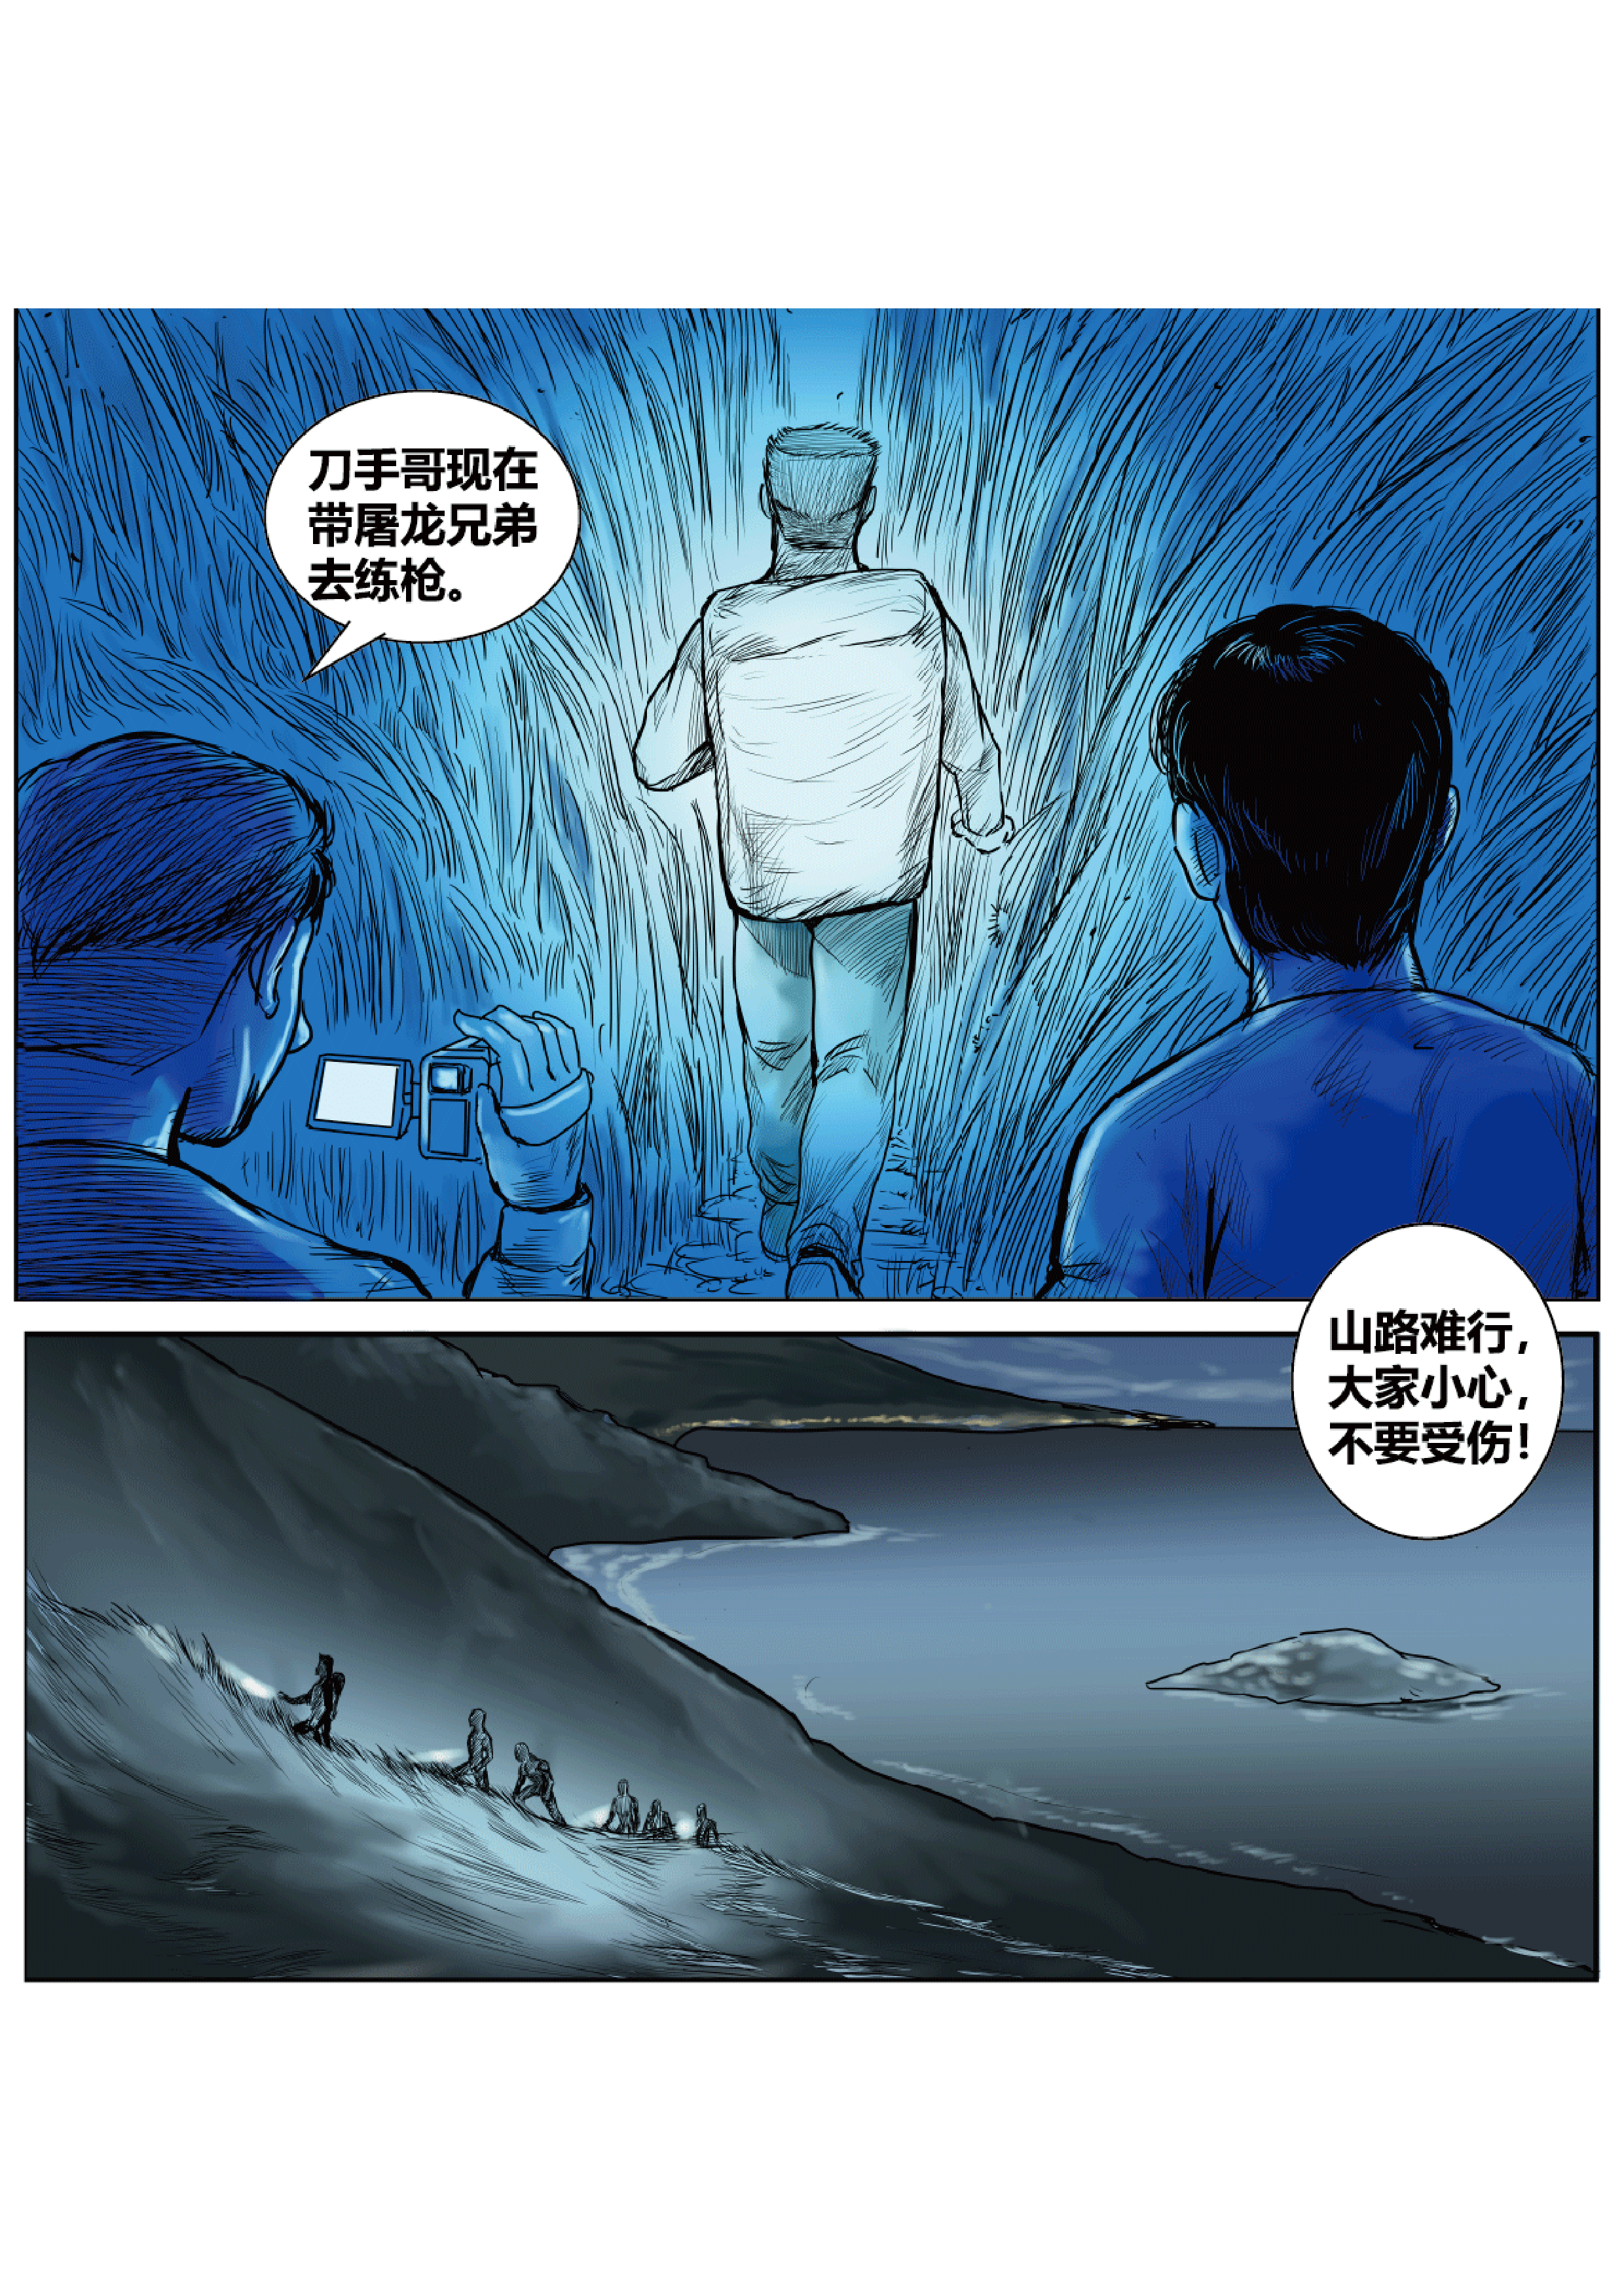 刀手哥现在
带屠龙兄弟
去练枪。
山路难行，
大家小心，
不要受伤！